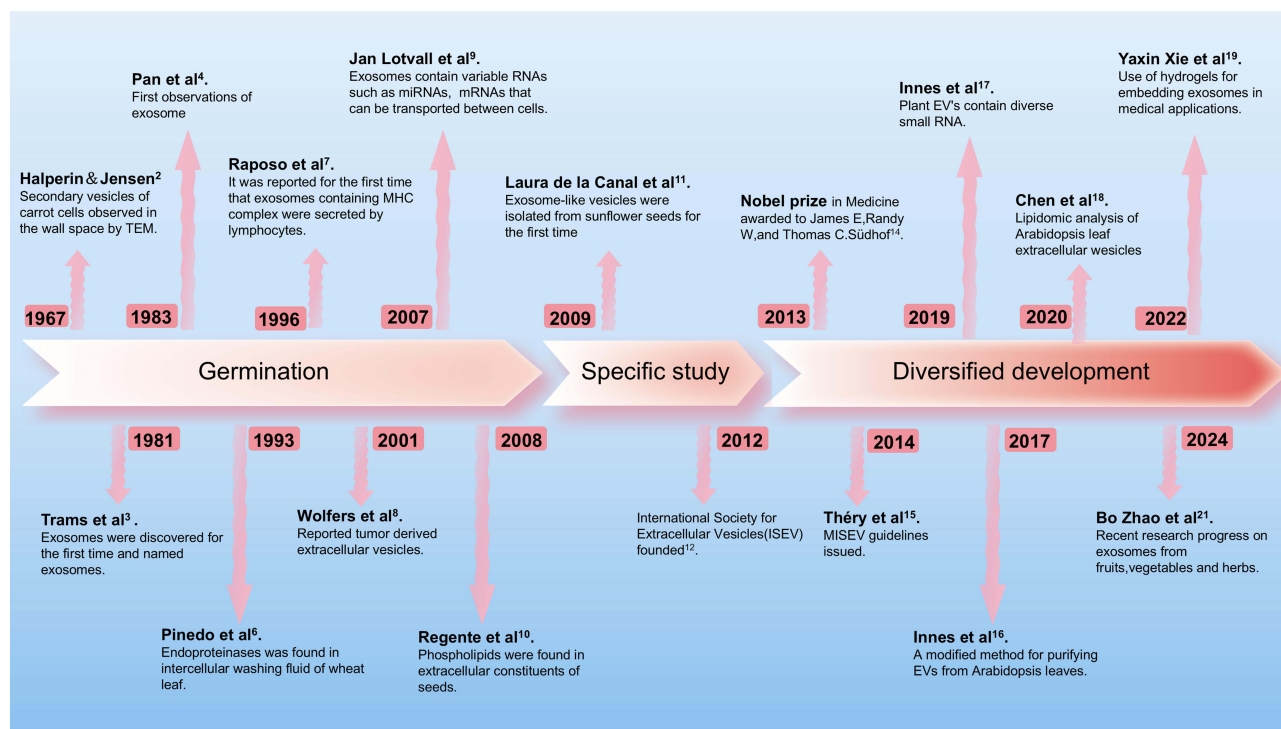 Halperin＆Jensen²
Secondary vesicles of
carrot cells observed in
the wall space by TEM.
1967
Pan et al⁴.
First observations of
exosome
1983
Raposo et al⁷.
It was reported for the first time
that exosomes containing MHC
complex were secreted by
lymphocytes.
1996
Jan Lotvall et al⁹.
Exosomes contain variable RNAs
such as miRNAs, mRNAs that
can be transported between cells.
2007
Laura de la Canal et al¹¹.
Exosome-like vesicles were
isolated from sunflower seeds for
the first time
2009
Nobel prize in Medicine
awarded to James E,Randy
W,and Thomas C.Südhof¹⁴.
2013
Innes et al¹⁷.
Plant EV's contain diverse
small RNA.
2019
Chen et al¹⁸.
Lipidomic analysis of
Arabidopsis leaf
extracellular wesicles
2020
Yaxin Xie et al¹⁹.
Use of hydrogels for
embedding exosomes in
medical applications.
2022
Germination
Specific study
Diversified development
1981
Trams et al³ .
Exosomes were discovered for
the first time and named
exosomes.
1993
Pinedo et al⁶.
Endoproteinases was found in
intercellular washing fluid of wheat
leaf.
2001
Wolfers et al⁸.
Reported tumor derived
extracellular vesicles.
2008
Regente et al¹⁰.
Phospholipids were found in
extracellular constituents of
seeds.
2012
International Society for
Extracellular Vesicles(ISEV)
founded¹².
2014
Théry et al¹⁵.
MISEV guidelines
issued.
2017
Innes et al¹⁶.
A modified method for purifying
EVs from Arabidopsis leaves.
2024
Bo Zhao et al²¹.
Recent research progress on
exosomes from
fruits,vegetables and herbs.